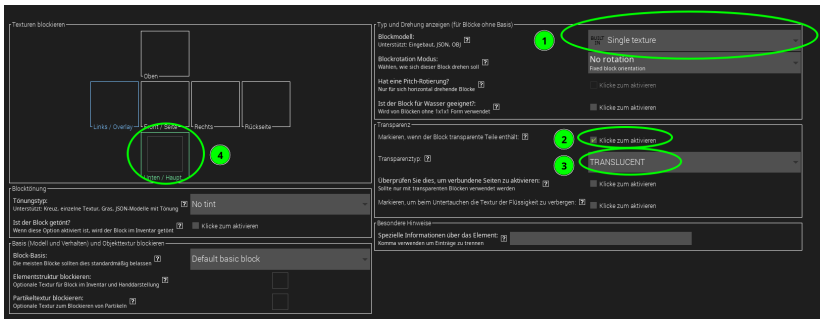 Texturen blockieren
Oben
Links / Overlay
Front / Seite
Rechts
Rückseite
4
Unten / Haupt
Blocktönung
Tönungstyp:
Unterstützt: Kreuz, einzelne Textur, Gras, JSON-Modelle mit Tönung
?
No tint
Ist der Block getönt?
Wenn diese Option aktiviert ist, wird der Block im Inventar getönt
?
Klicke zum aktivieren
Basis (Modell und Verhalten) und Objekttextur blockieren
Block-Basis:
Die meisten Blöcke sollten dies standardmäßig belassen
?
Default basic block
Elementstruktur blockieren:
Optionale Textur für Block im Inventar und Handdarstellung
?
Partikeltextur blockieren:
Optionale Textur zum Blockieren von Partikeln
?
Typ und Drehung anzeigen (für Blöcke ohne Basis)
Blockmodell:
Unterstützt: Eingebaut, JSON, OBJ
?
1
BUILT IN
Single texture
Blockrotation Modus:
Wählen, wie sich dieser Block drehen soll
?
No rotation
Fixed block orientation
Hat eine Pitch-Rotierung?
Nur für sich horizontal drehende Blöcke
?
Klicke zum aktivieren
Ist der Block für Wasser geeignet?:
Wird von Blöcken ohne 1x1x1 Form verwendet
?
Klicke zum aktivieren
Transparenz
Markieren, wenn der Block transparente Teile enthält:
?
2
Klicke zum aktivieren
Transparenztyp:
?
3
TRANSLUCENT
Überprüfen Sie dies, um verbundene Seiten zu aktivieren:
Sollte nur mit transparenten Blöcken verwendet werden
?
Klicke zum aktivieren
Markieren, um beim Untertauchen die Textur der Flüssigkeit zu verbergen:
?
Klicke zum aktivieren
Besondere Hinweise
Spezielle Informationen über das Element:
Komma verwenden um Einträge zu trennen
?